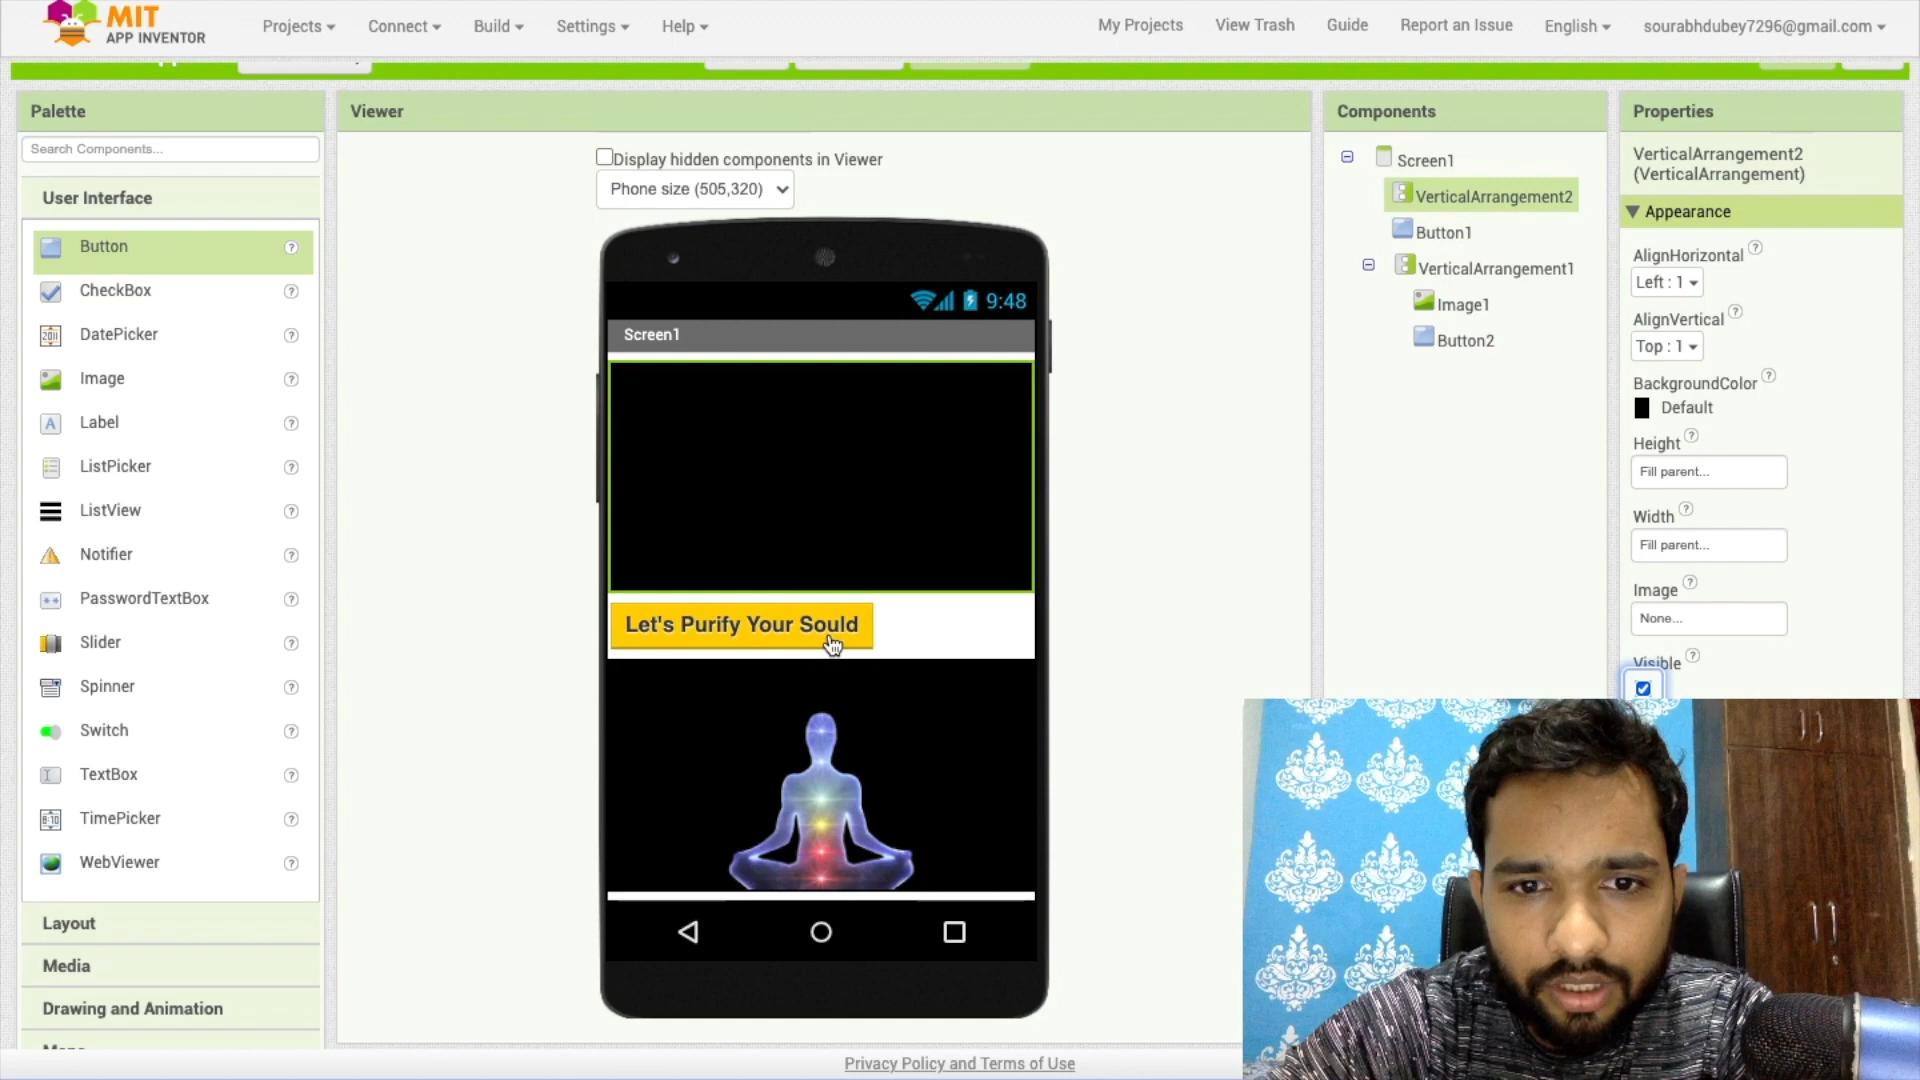 MIT
APP INVENTOR
Projects
Connect
Build
Settings
Help
My Projects
View Trash
Guide
Report an Issue
English
sourabhdubey7296@gmail.com
Palette
Search Components...
User Interface
Button ?
CheckBox ?
DatePicker ?
Image ?
Label ?
ListPicker ?
ListView ?
Notifier ?
PasswordTextBox ?
Slider ?
Spinner ?
Switch ?
TextBox ?
TimePicker ?
WebViewer ?
Layout
Media
Drawing and Animation
Viewer
Display hidden components in Viewer
Phone size (505,320)
9:48
Screen1
Let's Purify Your Sould
Components
Screen1
VerticalArrangement2
Button1
VerticalArrangement1
Image1
Button2
Properties
VerticalArrangement2
(VerticalArrangement)
Appearance
AlignHorizontal ?
Left : 1
AlignVertical ?
Top : 1
BackgroundColor ?
Default
Height ?
Fill parent...
Width ?
Fill parent...
Image ?
None...
Visible ?
Privacy Policy and Terms of Use